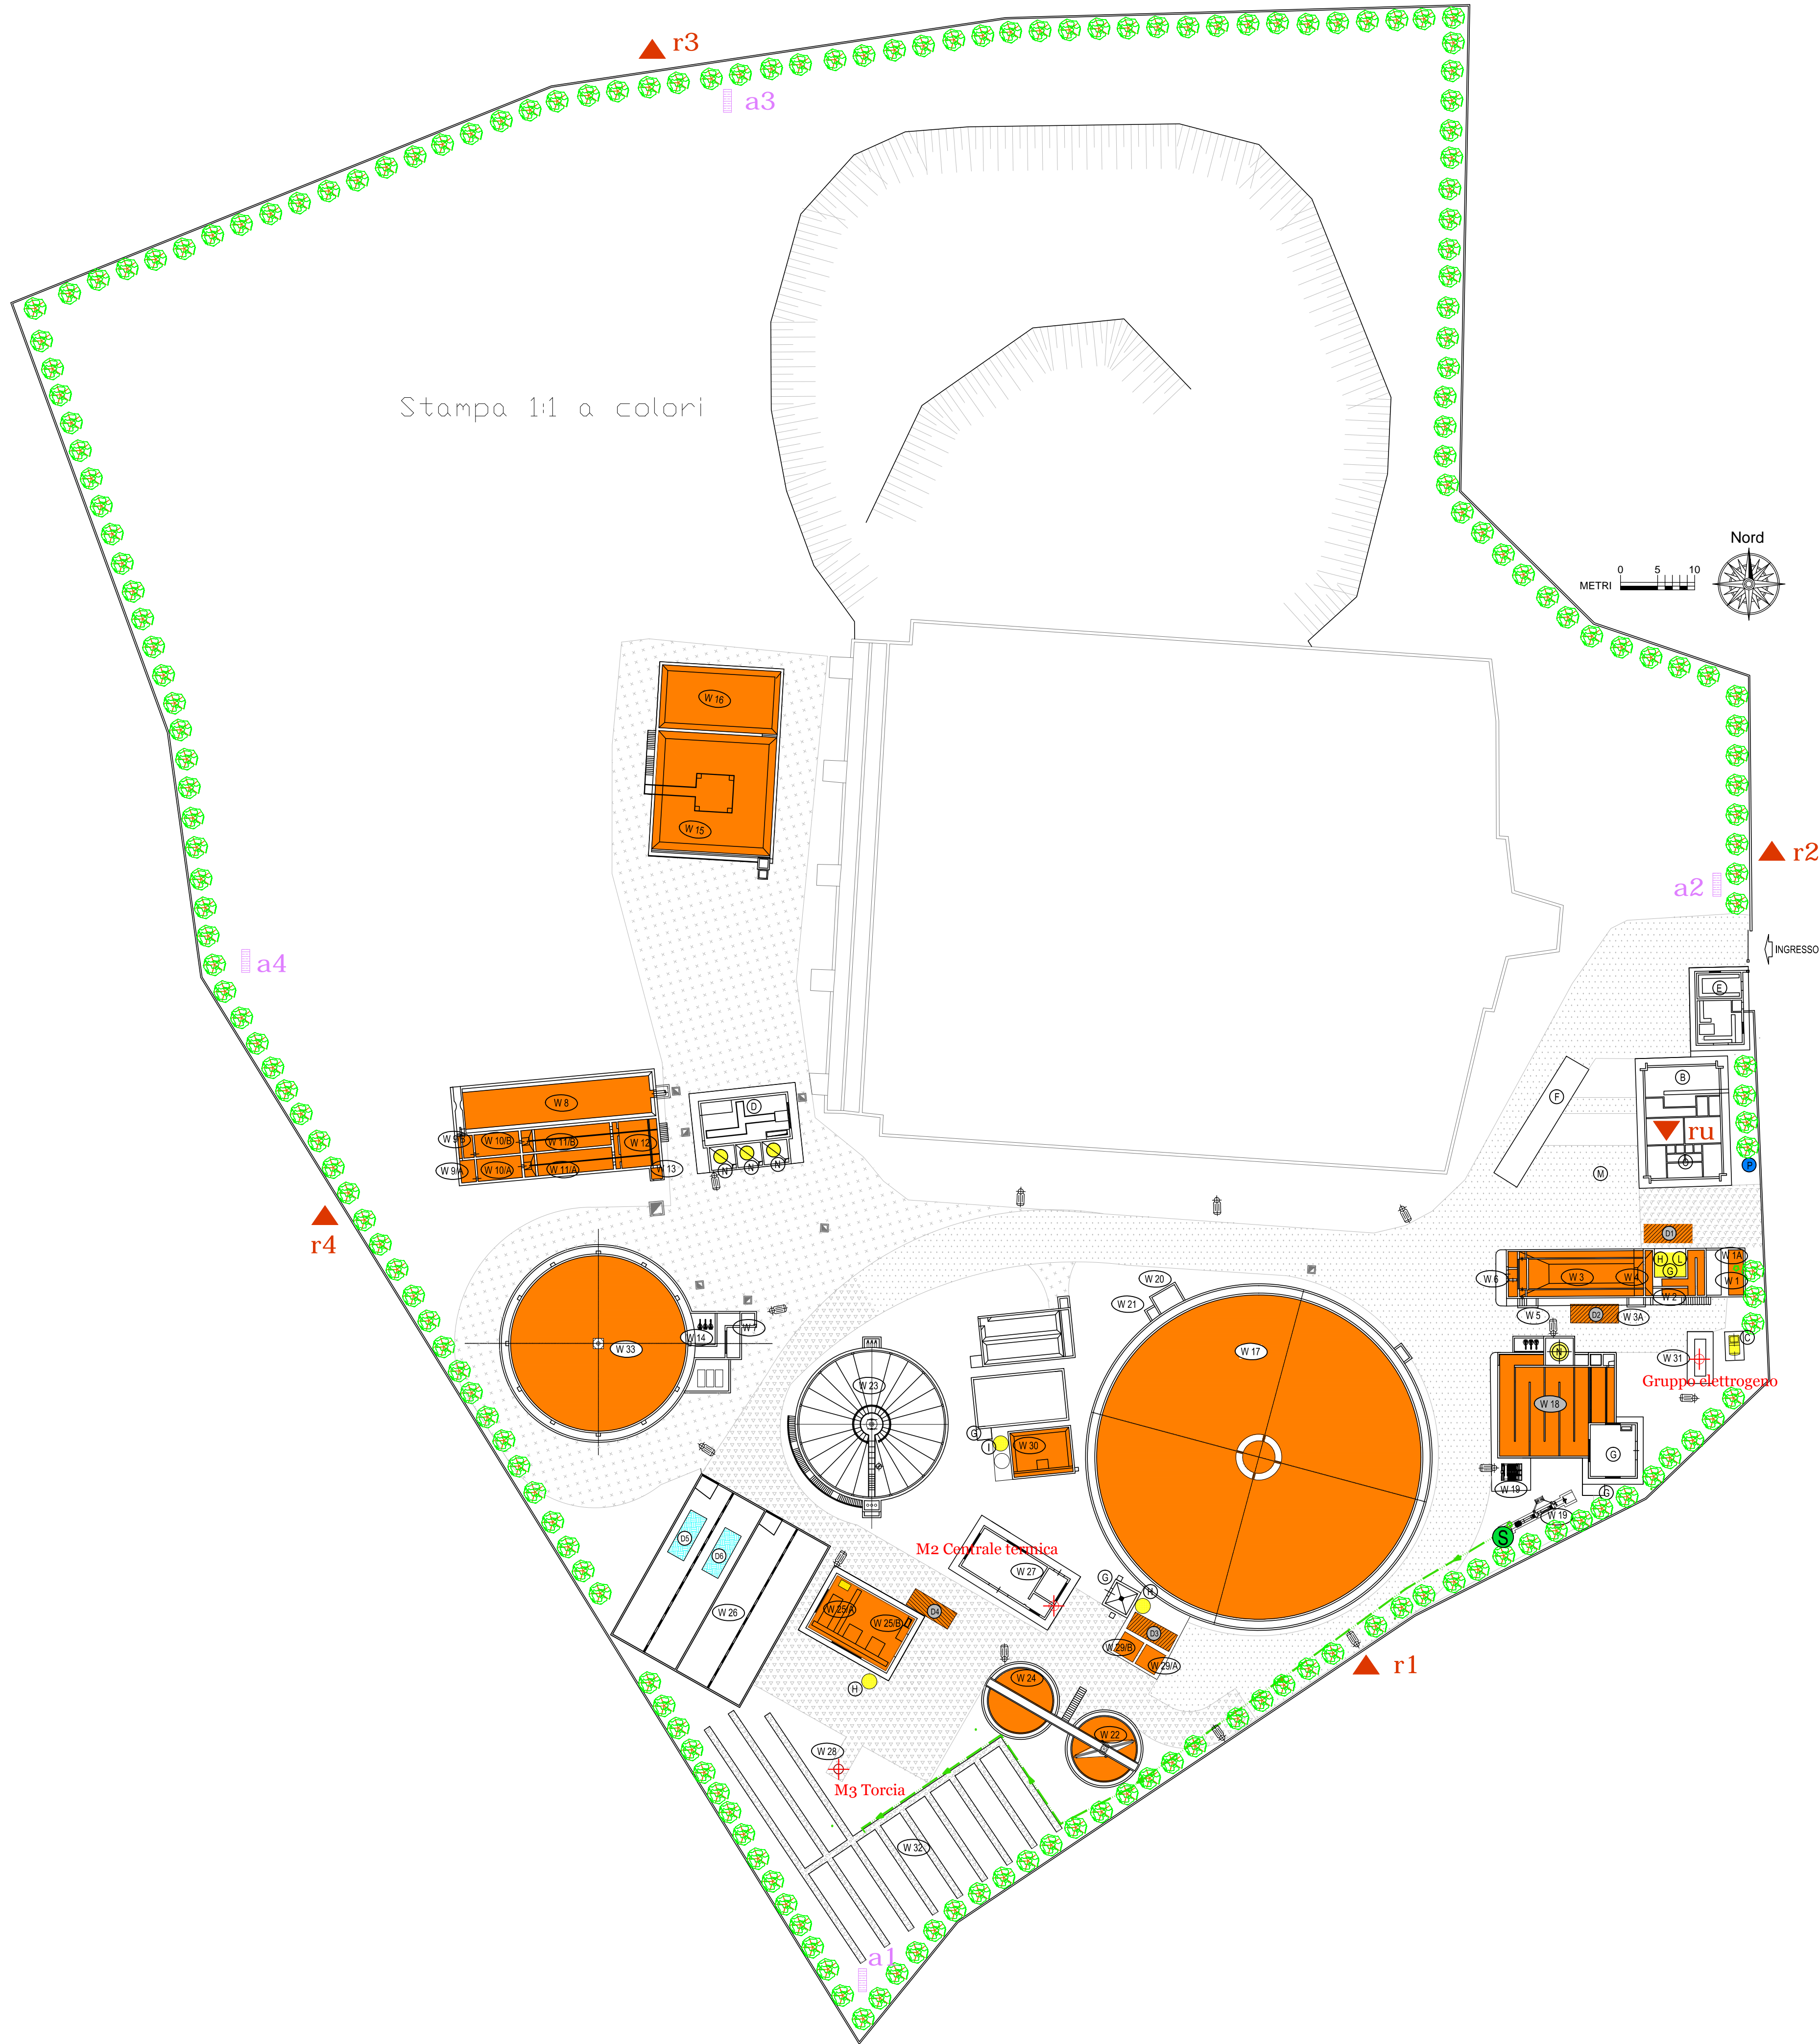 r3
a3
Stampa 1:1 a colori
Nord
METRI
0 5 10
W 16
W 15
r2
a2
INGRESSO
a4
E
B
F
D
W 8
W 9/B
W 10/B
W 11/B
W 12
W 9/A
W 10/A
W 11/A
W 13
N
N
N
ru
O
P
M
r4
D1
W 1A
H
L
G
W 6
W 3
W 4
W 1
W 2
W 5
D2
W 3A
W 20
W 21
W 14
W 7
W 33
W 17
N
C
W 31
Gruppo elettrogeno
W 23
W 18
G
I
W 30
G
W 19
G
W 19
S
D5
D6
M2 Centrale termica
W 27
G
H
W 26
W 25/A
W 25/B
D4
D3
W 29/B
W 29/A
r1
H
W 24
W 22
W 28
M3 Torcia
W 32
a1